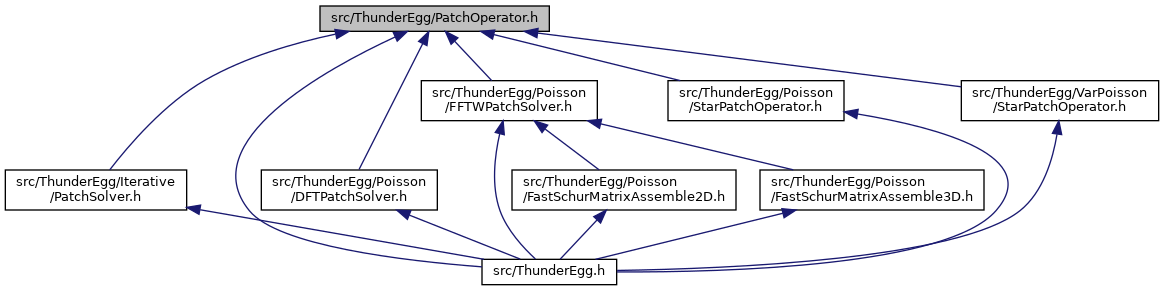 src/ThunderEgg/PatchOperator.h
src/ThunderEgg/Poisson
/FFTWPatchSolver.h
src/ThunderEgg/Poisson
/StarPatchOperator.h
src/ThunderEgg/VarPoisson
/StarPatchOperator.h
src/ThunderEgg/Iterative
/PatchSolver.h
src/ThunderEgg/Poisson
/DFTPatchSolver.h
src/ThunderEgg/Poisson
/FastSchurMatrixAssemble2D.h
src/ThunderEgg/Poisson
/FastSchurMatrixAssemble3D.h
src/ThunderEgg.h